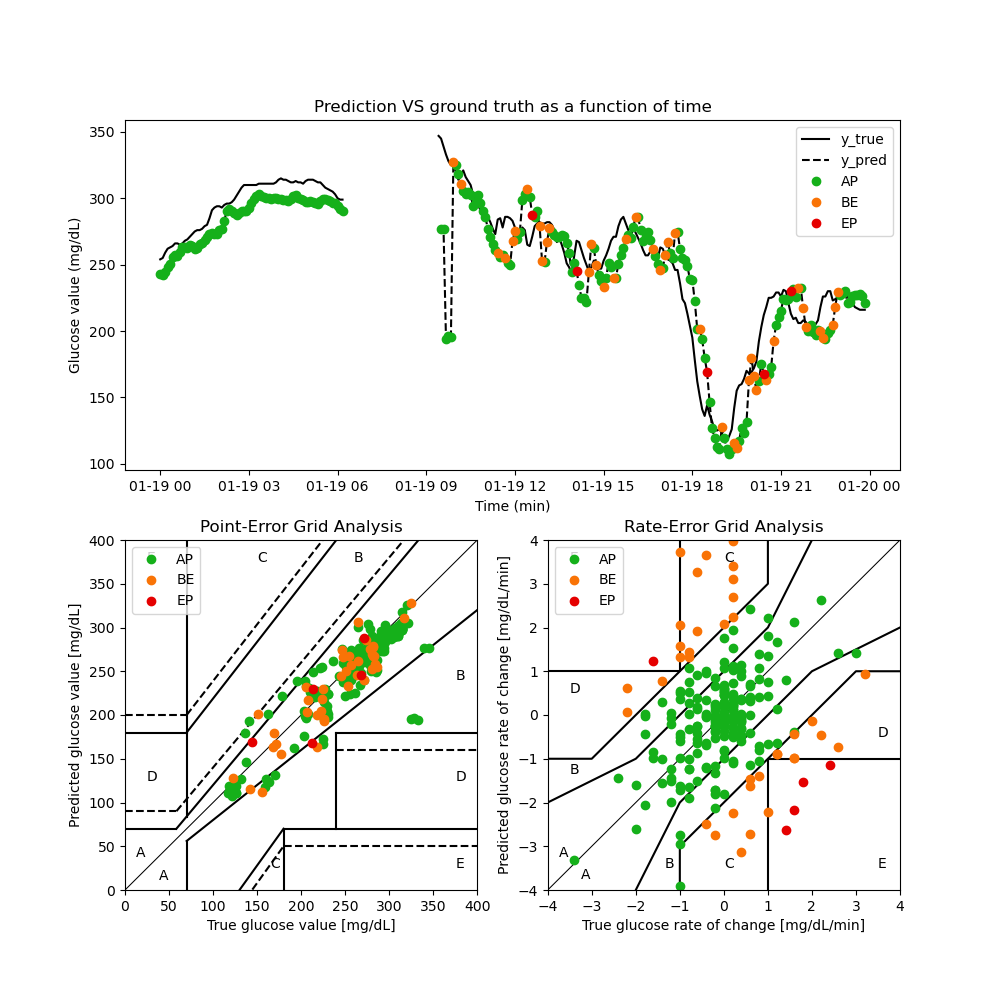 Prediction VS ground truth as a function of time
Glucose value (mg/dL)
350
300
250
200
150
100
y_true
y_pred
AP
BE
EP
01-19 00 01-19 03 01-19 06 01-19 09 01-19 12 01-19 15 01-19 18 01-19 21 01-20 00
Time (min)
Point-Error Grid Analysis
Predicted glucose value [mg/dL]
400
350
300
250
200
150
100
50
0
AP
BE
EP
C
B
B
D
D
A
A
C
E
0 50 100 150 200 250 300 350 400
True glucose value [mg/dL]
Rate-Error Grid Analysis
Predicted glucose rate of change [mg/dL/min]
4
3
2
1
0
−1
−2
−3
−4
AP
BE
EP
C
D
D
B
A
A
B
C
E
−4 −3 −2 −1 0 1 2 3 4
True glucose rate of change [mg/dL/min]